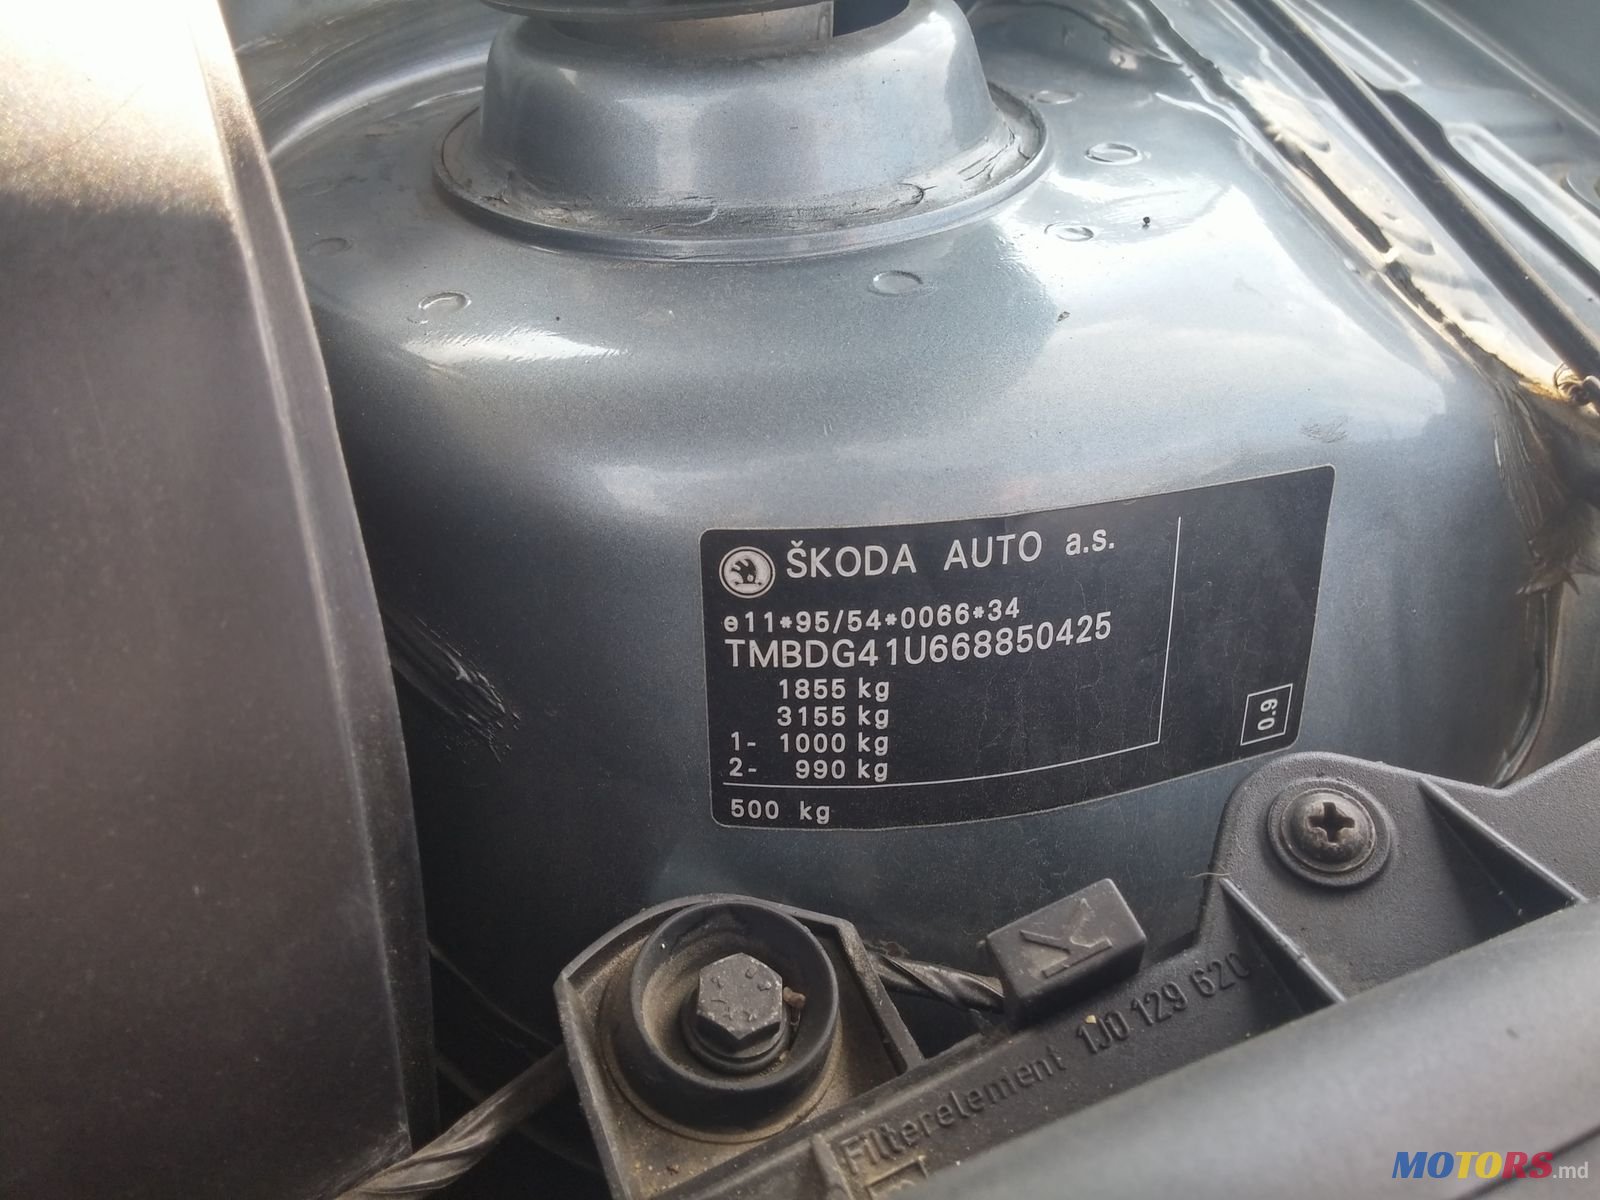 ŠKODA AUTO a.s.
e11*95/54*0066*34
TMBDG41U668850425
1855 kg
3155 kg
1- 1000 kg
2- 990 kg
500 kg
0.9
Filterelement 1J0 129 620
MOTORS.md